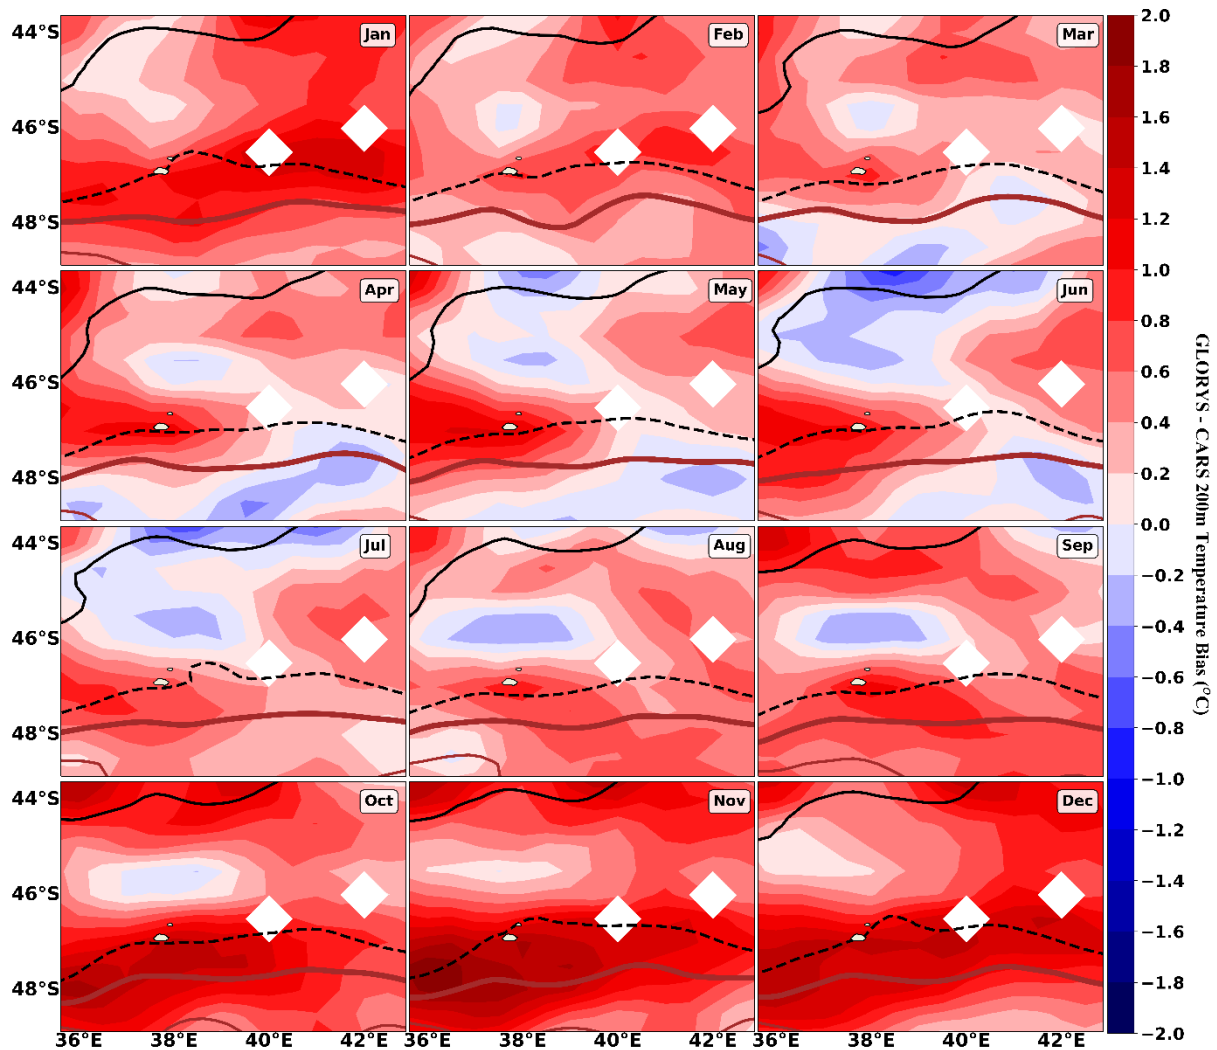 44°S
46°S
48°S
Jan
Feb
Mar
44°S
46°S
48°S
Apr
May
Jun
44°S
46°S
48°S
Jul
Aug
Sep
44°S
46°S
48°S
Oct
Nov
Dec
36°E
38°E
40°E
42°E
36°E
38°E
40°E
42°E
36°E
38°E
40°E
42°E
2.0
1.8
1.6
1.4
1.2
1.0
0.8
0.6
0.4
0.2
0.0
−0.2
−0.4
−0.6
−0.8
−1.0
−1.2
−1.4
−1.6
−1.8
−2.0
GLORYS - CARS 200m Temperature Bias (°C)